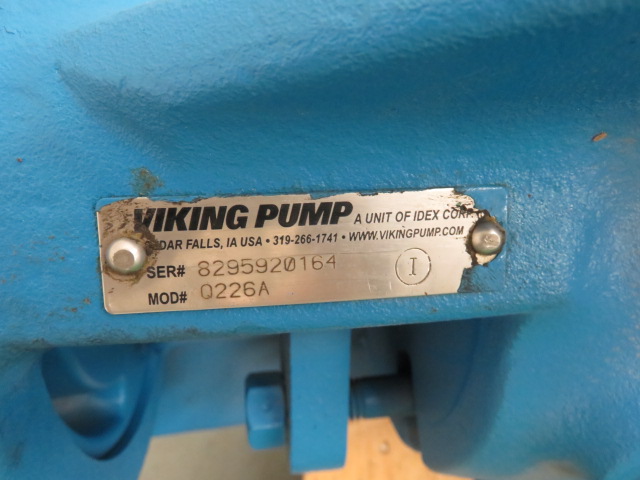 VIKING PUMP A UNIT OF IDEX CORP.
CEDAR FALLS, IA USA • 319-266-1741 • WWW.VIKINGPUMP.COM
SER# 8295920164 I
MOD# Q226A